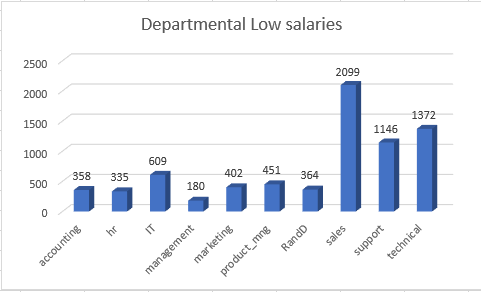 Departmental Low salaries
2500
2000
1500
1000
500
0
358
335
609
180
402
451
364
2099
1146
1372
accounting
hr
IT
management
marketing
product_mng
RandD
sales
support
technical